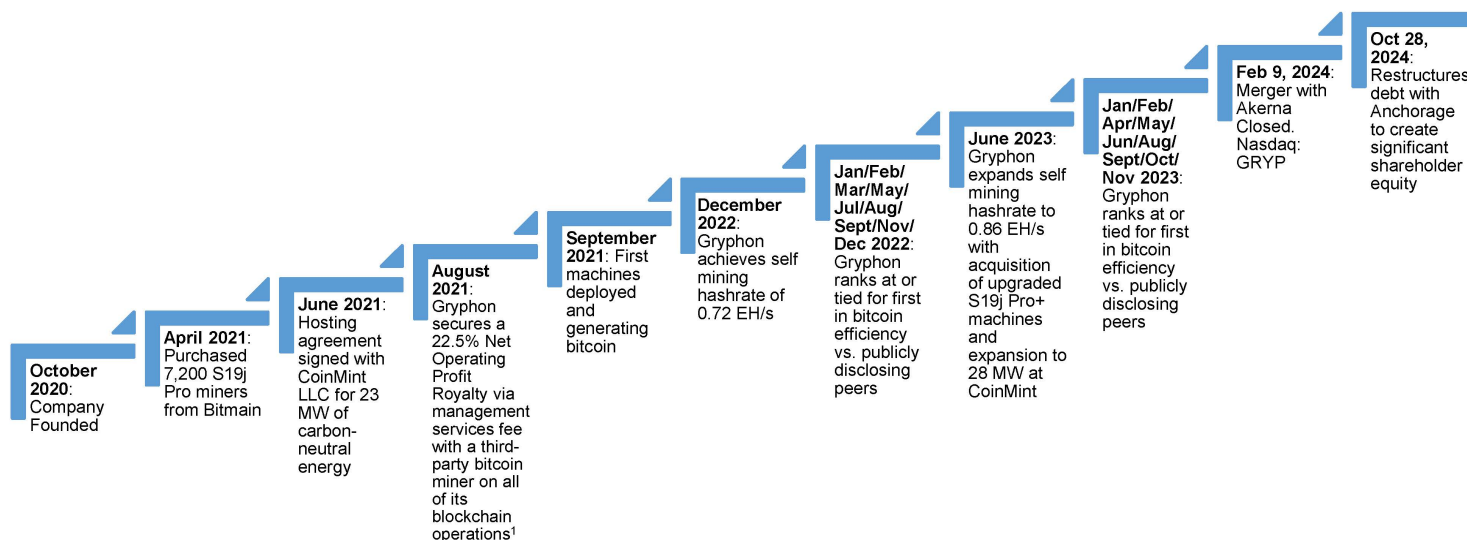 October
2020:
Company
Founded
April 2021:
Purchased
7,200 S19j
Pro miners
from Bitmain
June 2021:
Hosting
agreement
signed with
CoinMint
LLC for 23
MW of
carbon-
neutral
energy
August
2021:
Gryphon
secures a
22.5% Net
Operating
Profit
Royalty via
management
services fee
with a third-
party bitcoin
miner on all
of its
blockchain
operations¹
September
2021: First
machines
deployed
and
generating
bitcoin
December
2022:
Gryphon
achieves self
mining
hashrate of
0.72 EH/s
Jan/Feb/
Mar/May/
Jul/Aug/
Sept/Nov/
Dec 2022:
Gryphon
ranks at or
tied for first
in bitcoin
efficiency
vs. publicly
disclosing
peers
June 2023:
Gryphon
expands self
mining
hashrate to
0.86 EH/s
with
acquisition
of upgraded
S19j Pro+
machines
and
expansion to
28 MW at
CoinMint
Jan/Feb/
Apr/May/
Jun/Aug/
Sept/Oct/
Nov 2023:
Gryphon
ranks at or
tied for first
in bitcoin
efficiency
vs. publicly
disclosing
peers
Feb 9, 2024:
Merger with
Akerna
Closed.
Nasdaq:
GRYP
Oct 28,
2024:
Restructures
debt with
Anchorage
to create
significant
shareholder
equity